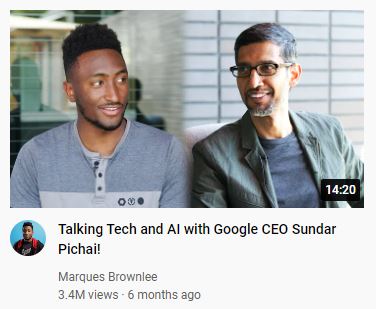 14:20
Talking Tech and AI with Google CEO Sundar
Pichai!
Marques Brownlee
3.4M views · 6 months ago